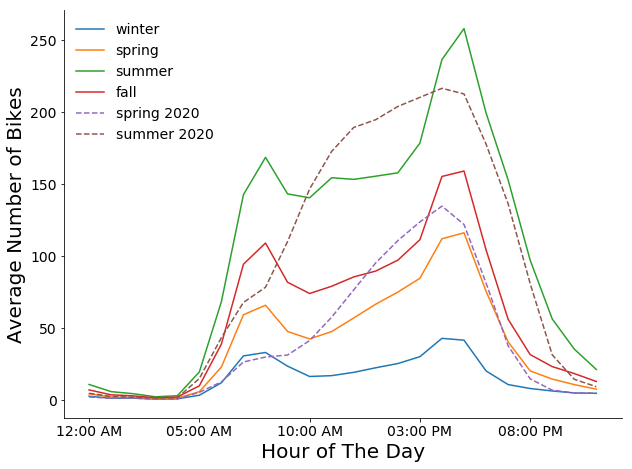 winter
spring
summer
fall
spring 2020
summer 2020
250
200
150
100
50
0
Average Number of Bikes
12:00 AM 05:00 AM 10:00 AM 03:00 PM 08:00 PM
Hour of The Day